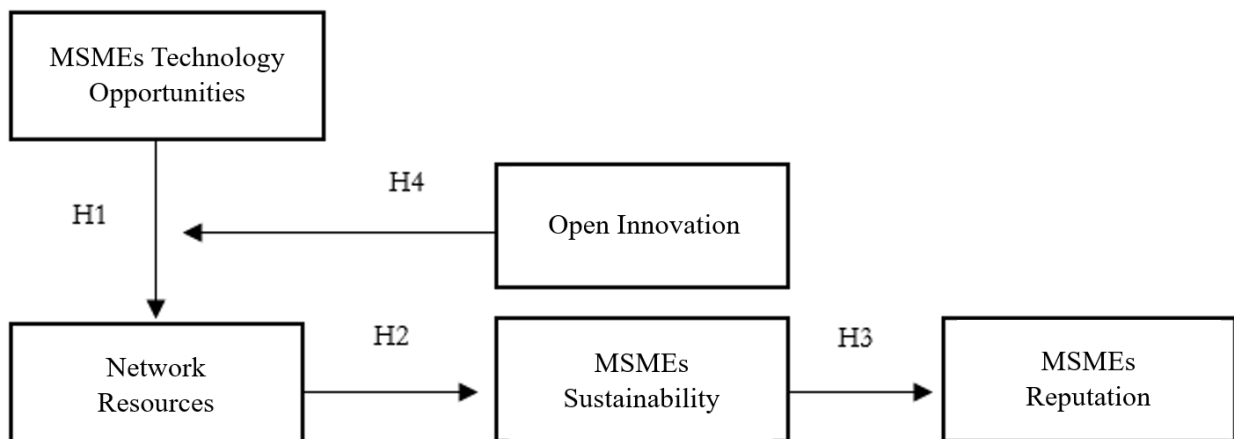 MSMEs Technology
Opportunities
H4
H1
Open Innovation
Network
Resources
H2
MSMEs
Sustainability
H3
MSMEs
Reputation